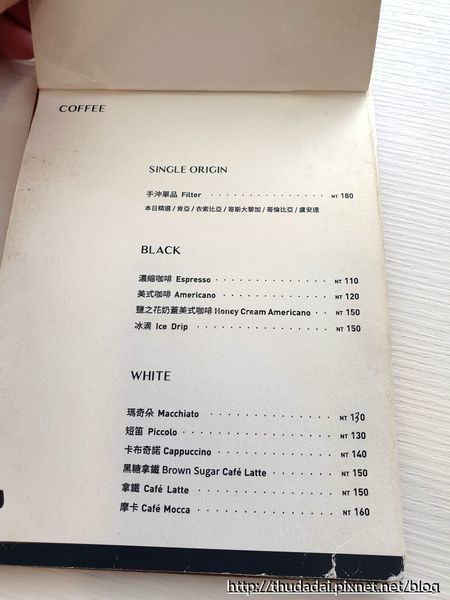 COFFEE
SINGLE ORIGIN
手沖單品 Filter NT 180
本日精選 / 肯亞 / 衣索比亞 / 哥斯大黎加 / 哥倫比亞 / 盧安達
BLACK
濃縮咖啡 Espresso NT 110
美式咖啡 Americano NT 120
鹽之花奶蓋美式咖啡 Honey Cream Americano NT 150
冰滴 Ice Drip NT 150
WHITE
瑪奇朵 Macchiato NT 130
短笛 Piccolo NT 130
卡布奇諾 Cappuccino NT 140
黑糖拿鐵 Brown Sugar Café Latte NT 150
拿鐵 Café Latte NT 150
摩卡 Café Mocca NT 160
http://thudadai.pixnet.net/blog